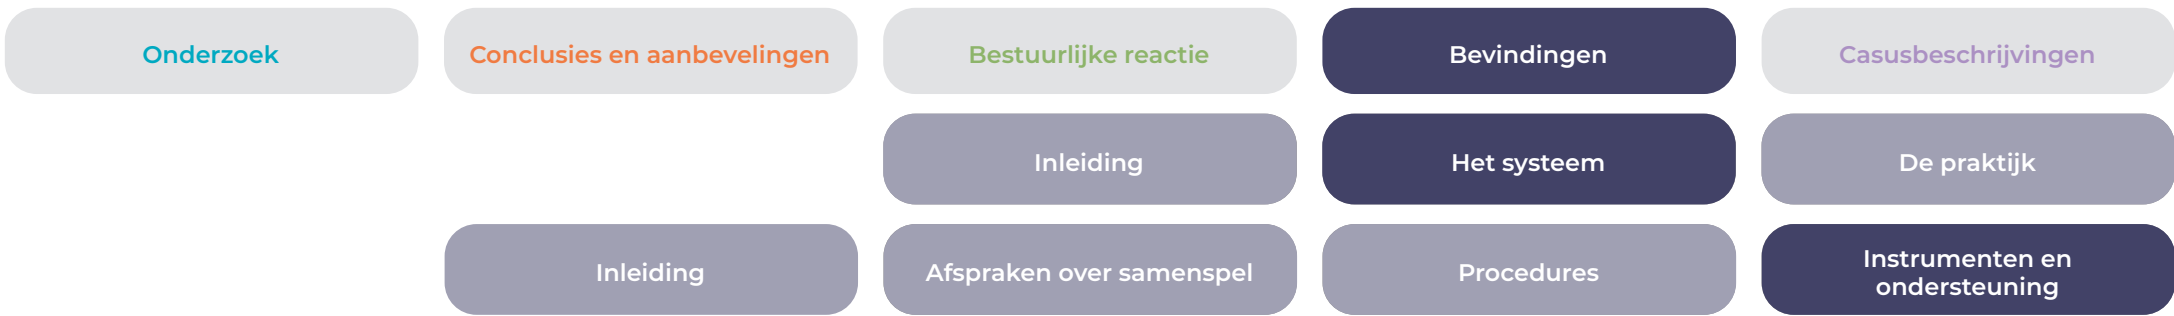 Onderzoek
Conclusies en aanbevelingen
Bestuurlijke reactie
Bevindingen
Casusbeschrijvingen
Inleiding
Het systeem
De praktijk
Inleiding
Afspraken over samenspel
Procedures
Instrumenten en
ondersteuning